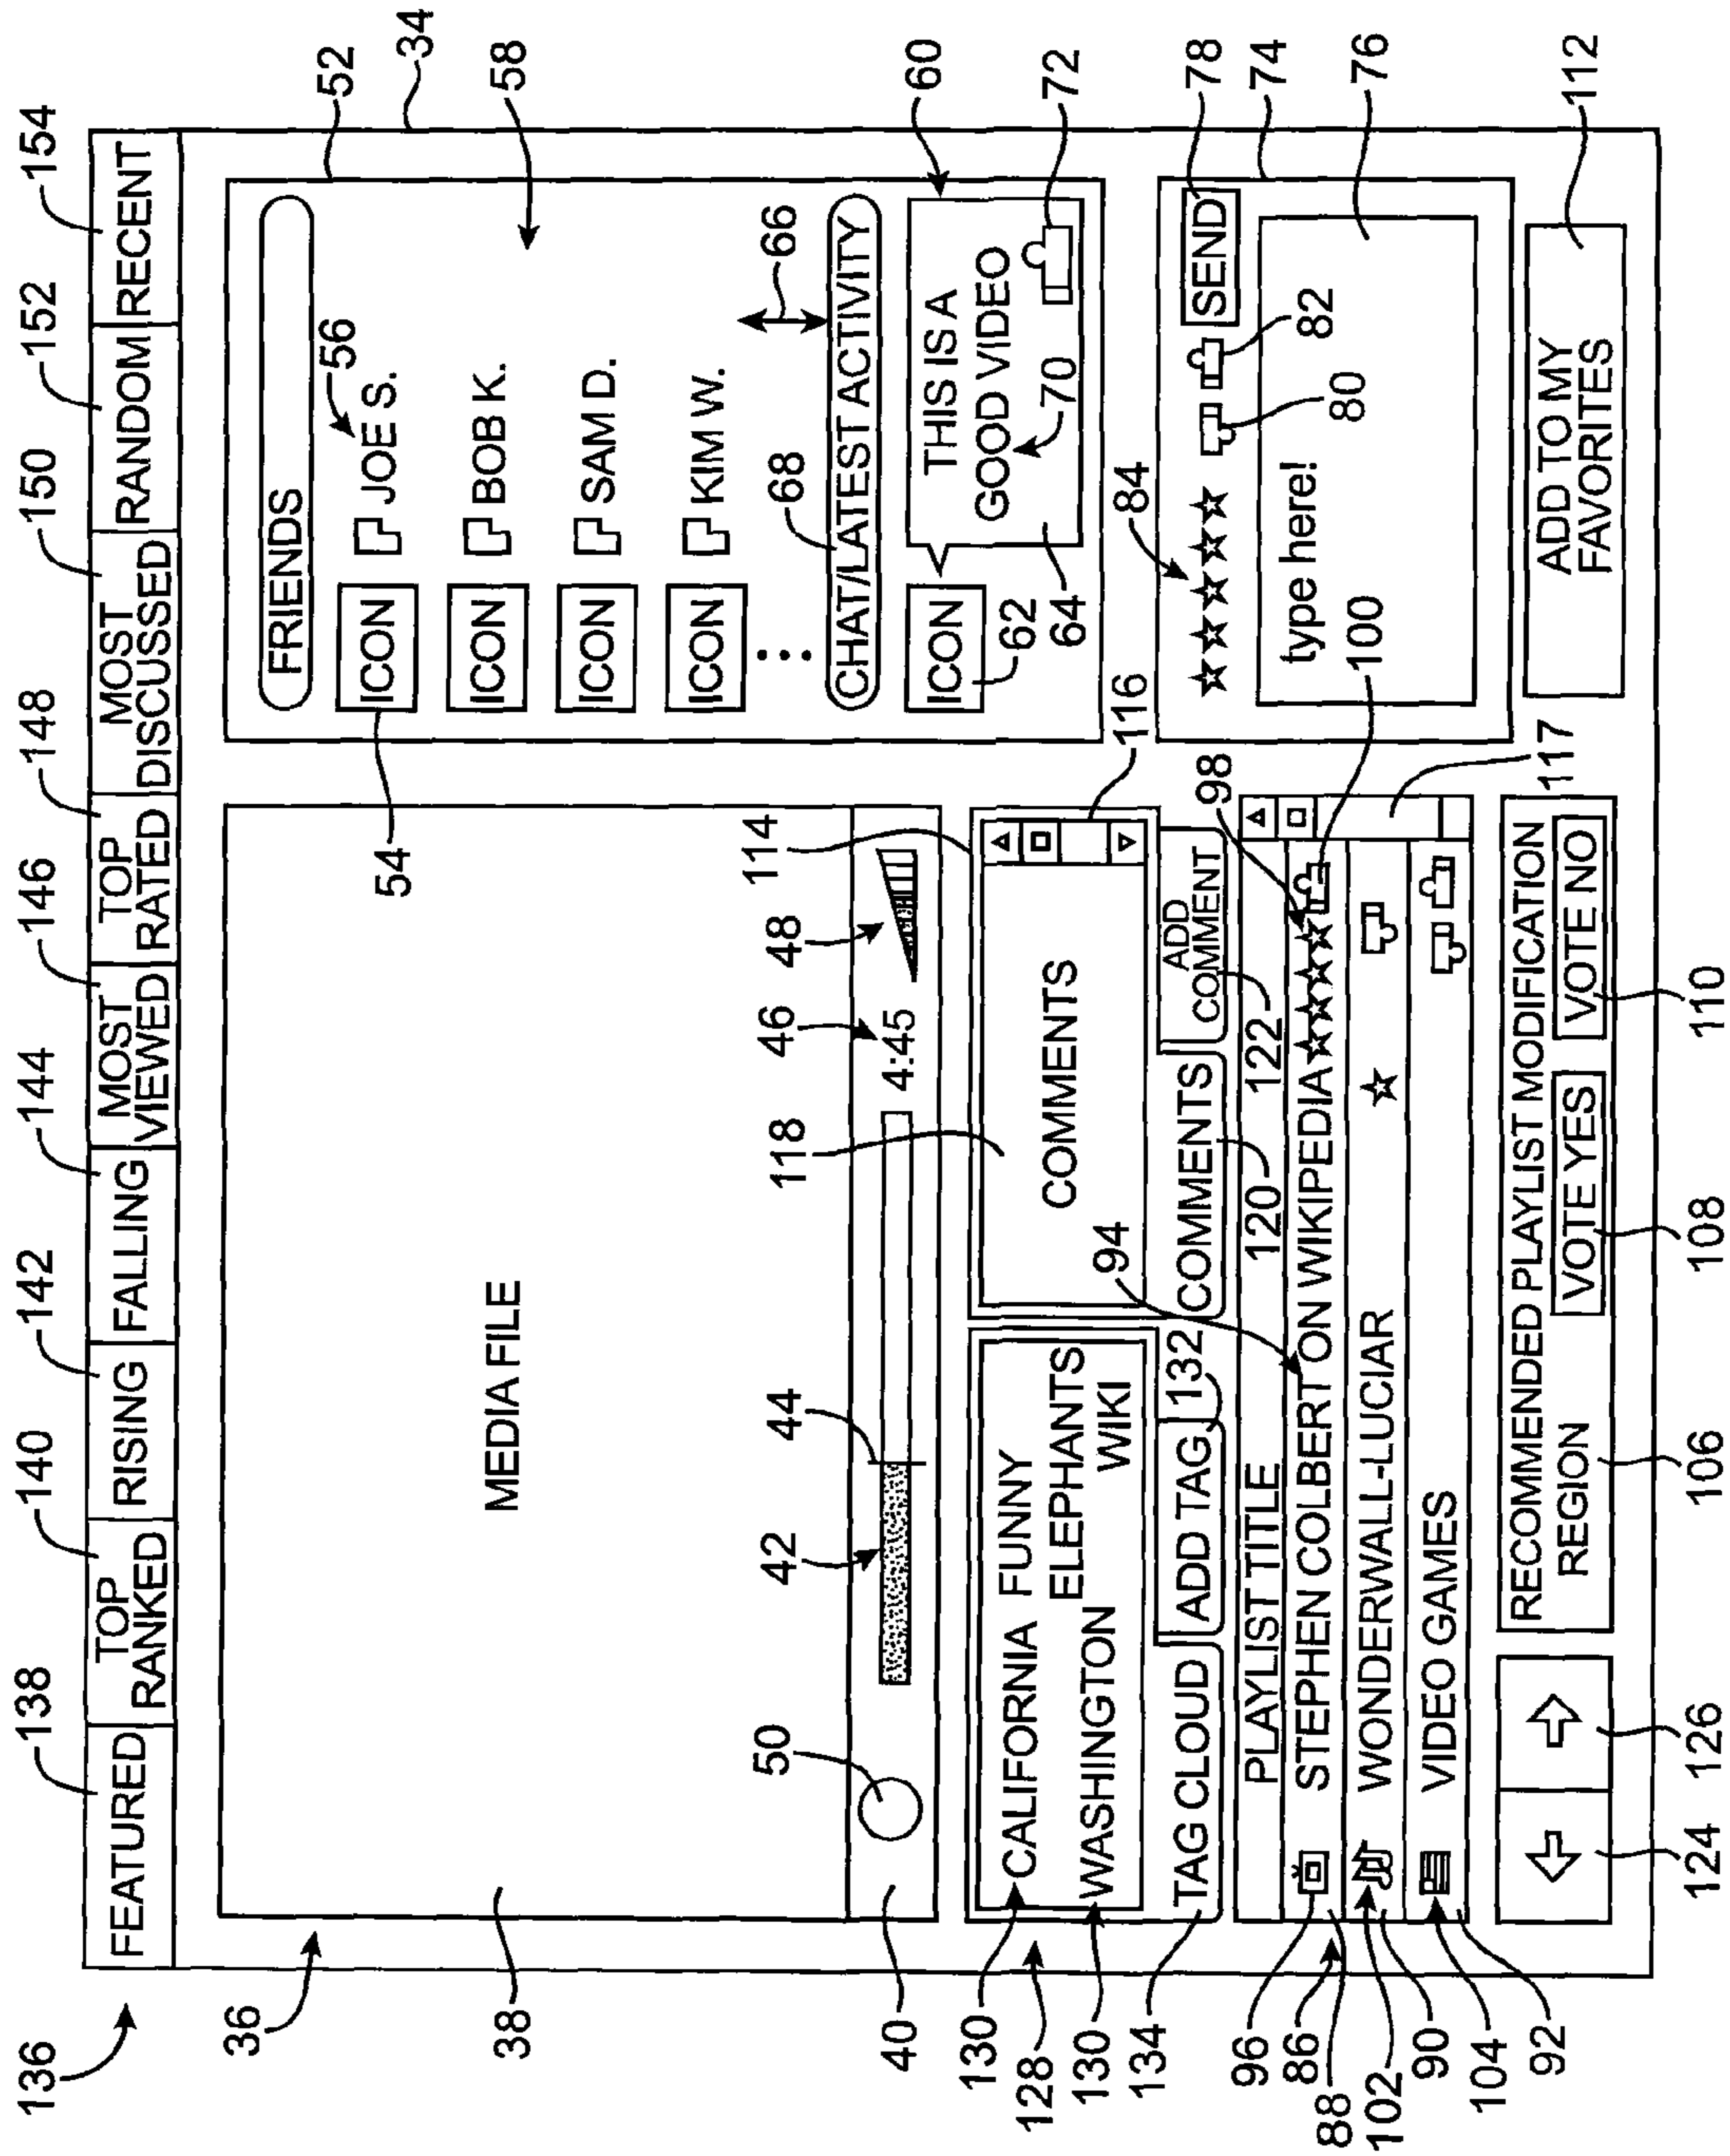 136
138
140
142
144
146
148
150
152
154
FEATURED
TOP
RANKED
RISING
FALLING
MOST
VIEWED
TOP
RATED
MOST
DISCUSSED
RANDOM
RECENT
34
36
38
MEDIA FILE
40
50
42
44
46
4:45
48
52
FRIENDS
54
ICON
JOE S.
56
ICON
BOB K.
58
ICON
SAM D.
ICON
KIM W.
66
68
CHAT/LATEST ACTIVITY
60
ICON
62
THIS IS A
GOOD VIDEO
64
70
72
130
128
130
134
CALIFORNIA FUNNY
ELEPHANTS
WASHINGTON WIKI
TAG CLOUD
ADD TAG
132
118
114
116
COMMENTS
COMMENTS
ADD
COMMENT
120
122
84
SEND
78
74
80
82
type here!
76
94
98
100
117
96
86
88
102
90
104
92
PLAYLIST TITLE
STEPHEN COLBERT ON WIKIPEDIA
WONDERWALL-LUCIAR
VIDEO GAMES
124
126
RECOMMENDED PLAYLIST MODIFICATION
REGION
VOTE YES
VOTE NO
106
108
110
ADD TO MY
FAVORITES
112